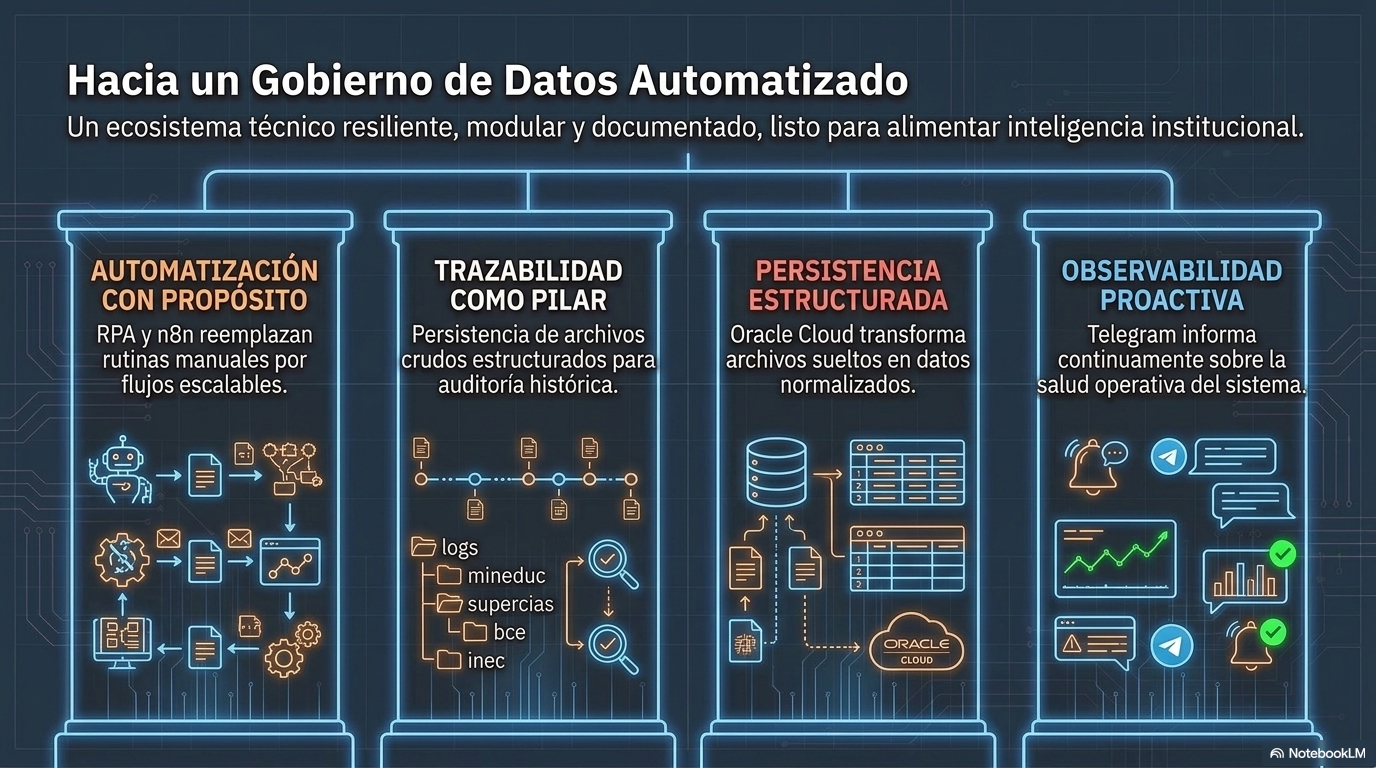 Hacia un Gobierno de Datos Automatizado
Un ecosistema técnico resiliente, modular y documentado, listo para alimentar inteligencia institucional.
AUTOMATIZACIÓN
CON PROPÓSITO
RPA y n8n reemplazan
rutinas manuales por
flujos escalables.
TRAZABILIDAD
COMO PILAR
Persistencia de archivos
crudos estructurados para
auditoría histórica.
logs
mineduc
supercias
bce
inec
PERSISTENCIA
ESTRUCTURADA
Oracle Cloud transforma
archivos sueltos en datos
normalizados.
1
2
2
1
2
2
ORACLE
CLOUD
OBSERVABILIDAD
PROACTIVA
Telegram informa
continuamente sobre la
salud operativa del sistema.
NotebookLM